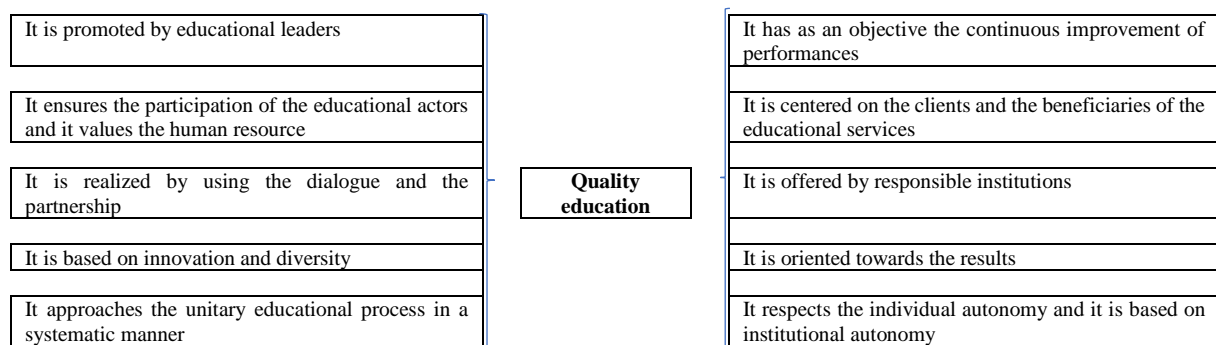 It is promoted by educational leaders
It ensures the participation of the educational actors
and it values the human resource
It is realized by using the dialogue and the
partnership
It is based on innovation and diversity
It approaches the unitary educational process in a
systematic manner
Quality
education
It has as an objective the continuous improvement of
performances
It is centered on the clients and the beneficiaries of the
educational services
It is offered by responsible institutions
It is oriented towards the results
It respects the individual autonomy and it is based on
institutional autonomy